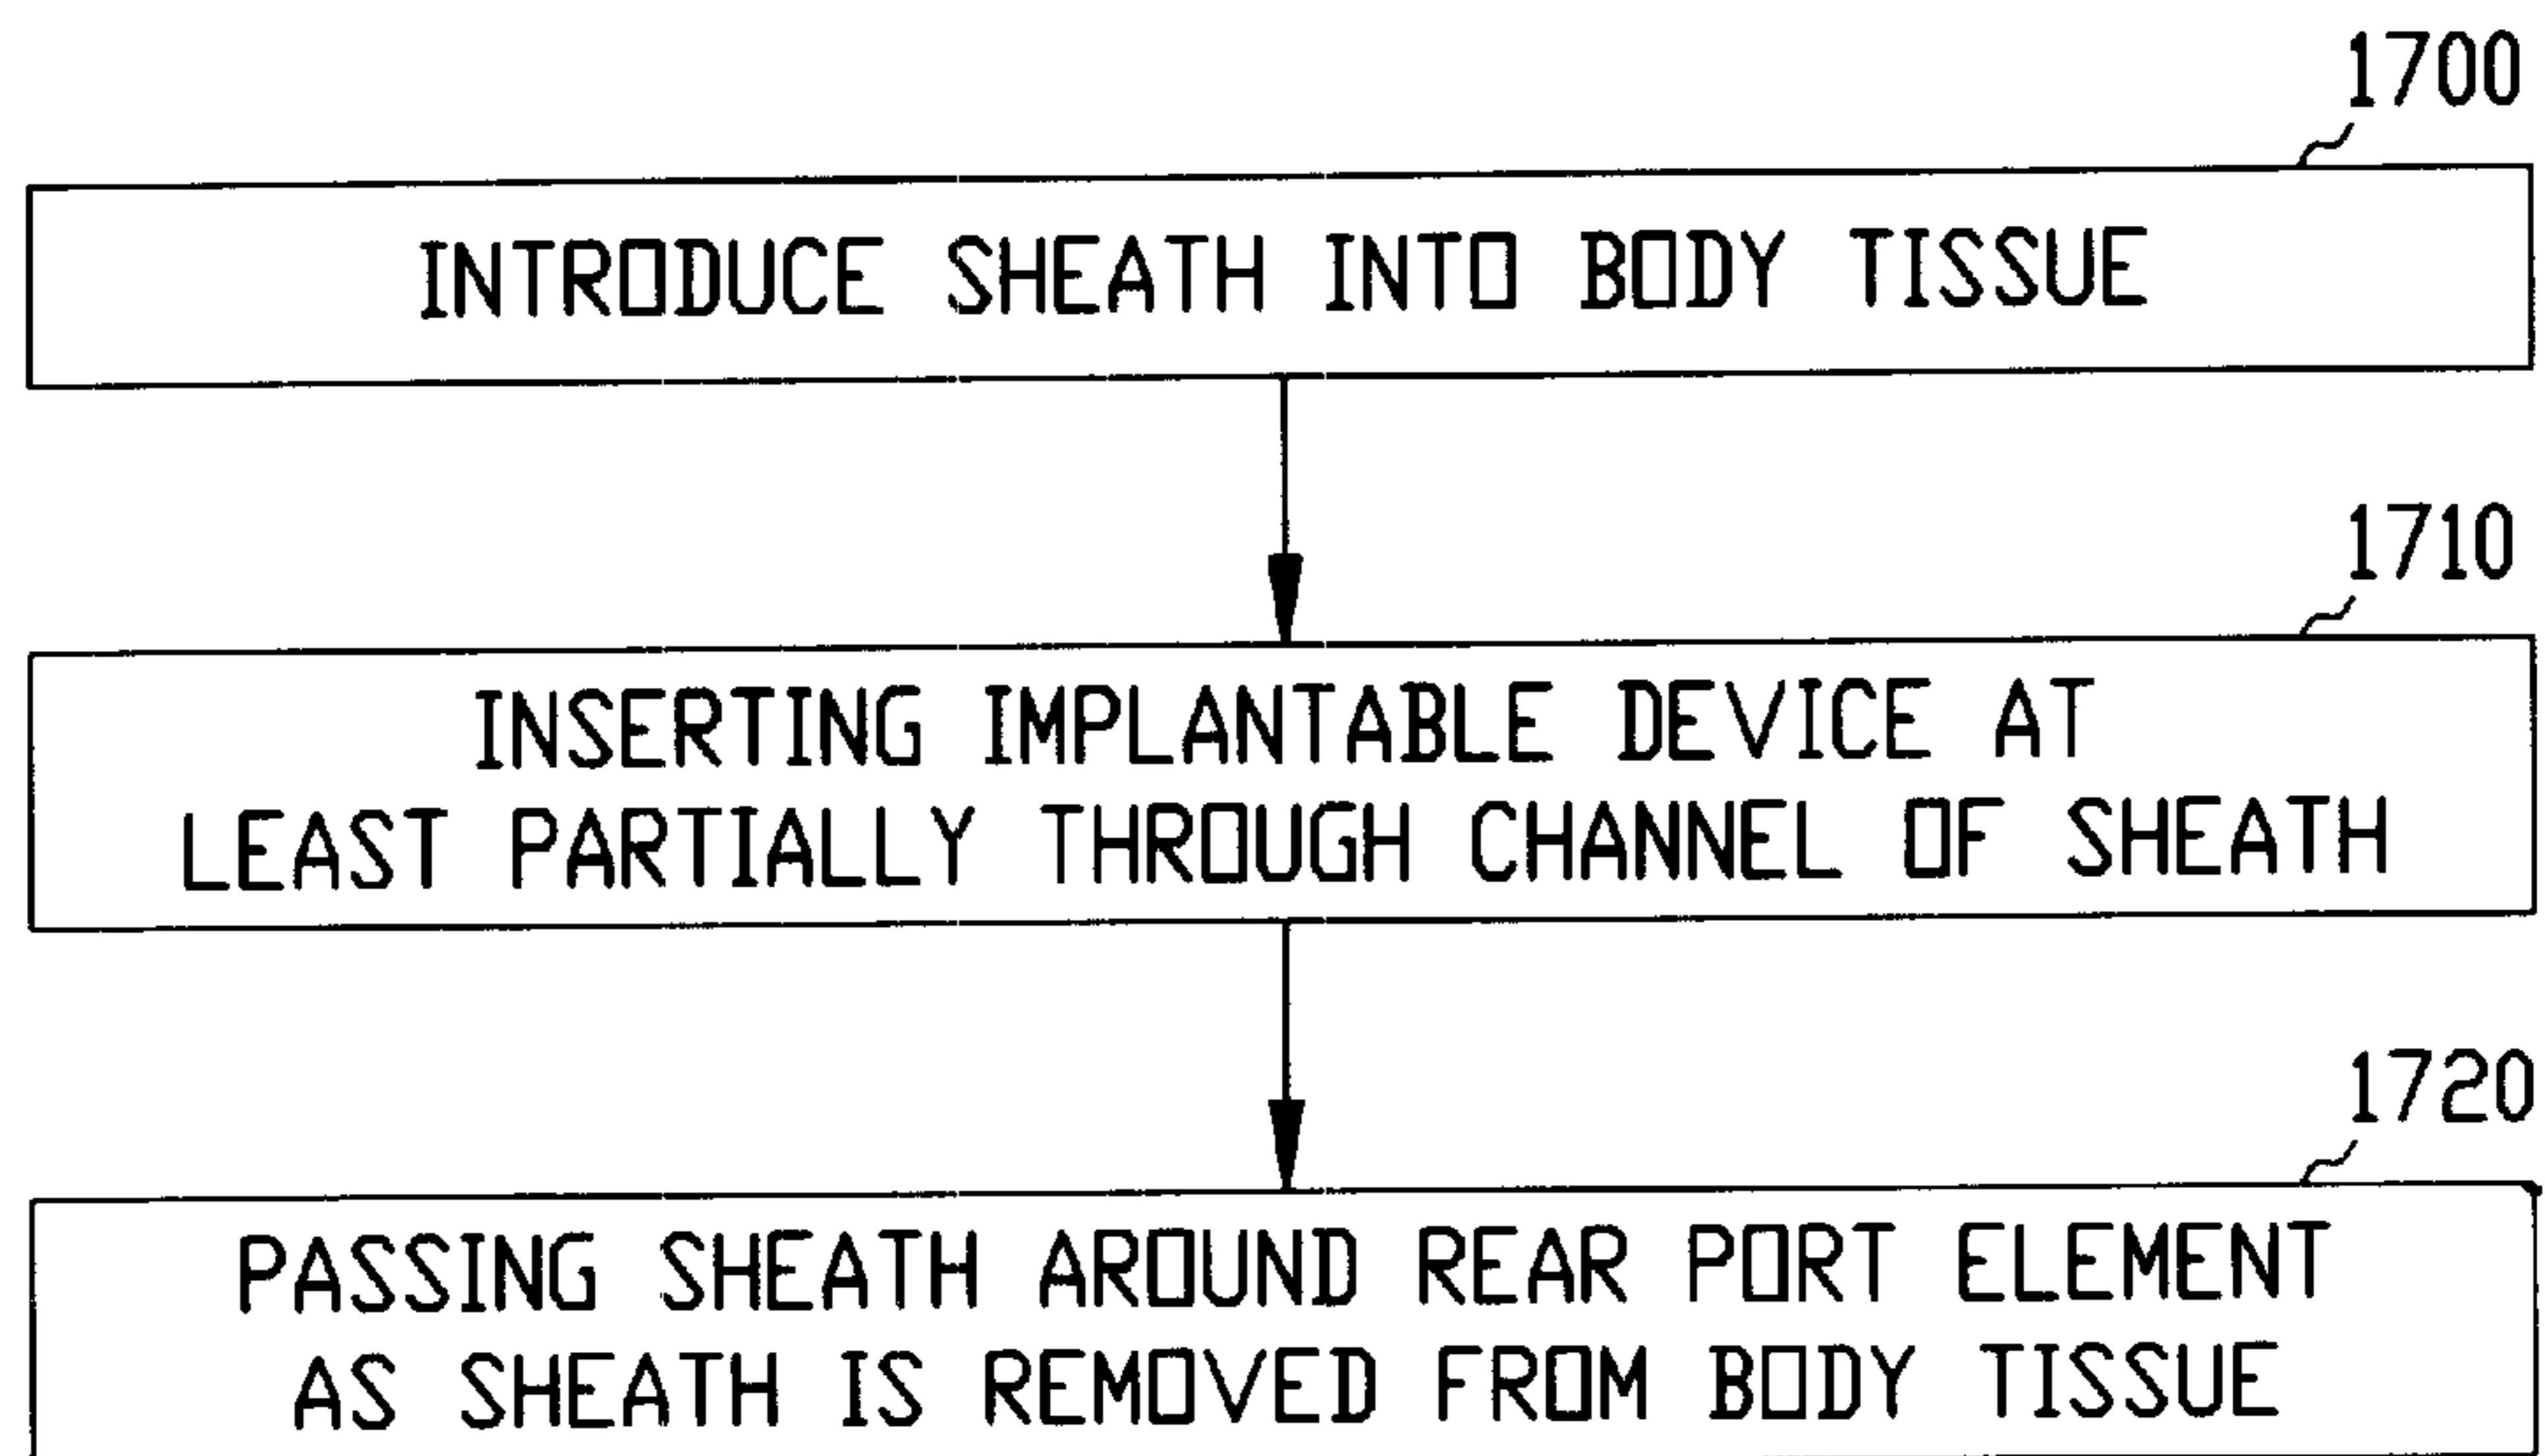 1700
INTRODUCE SHEATH INTO BODY TISSUE
1710
INSERTING IMPLANTABLE DEVICE AT
LEAST PARTIALLY THROUGH CHANNEL OF SHEATH
1720
PASSING SHEATH AROUND REAR PORT ELEMENT
AS SHEATH IS REMOVED FROM BODY TISSUE